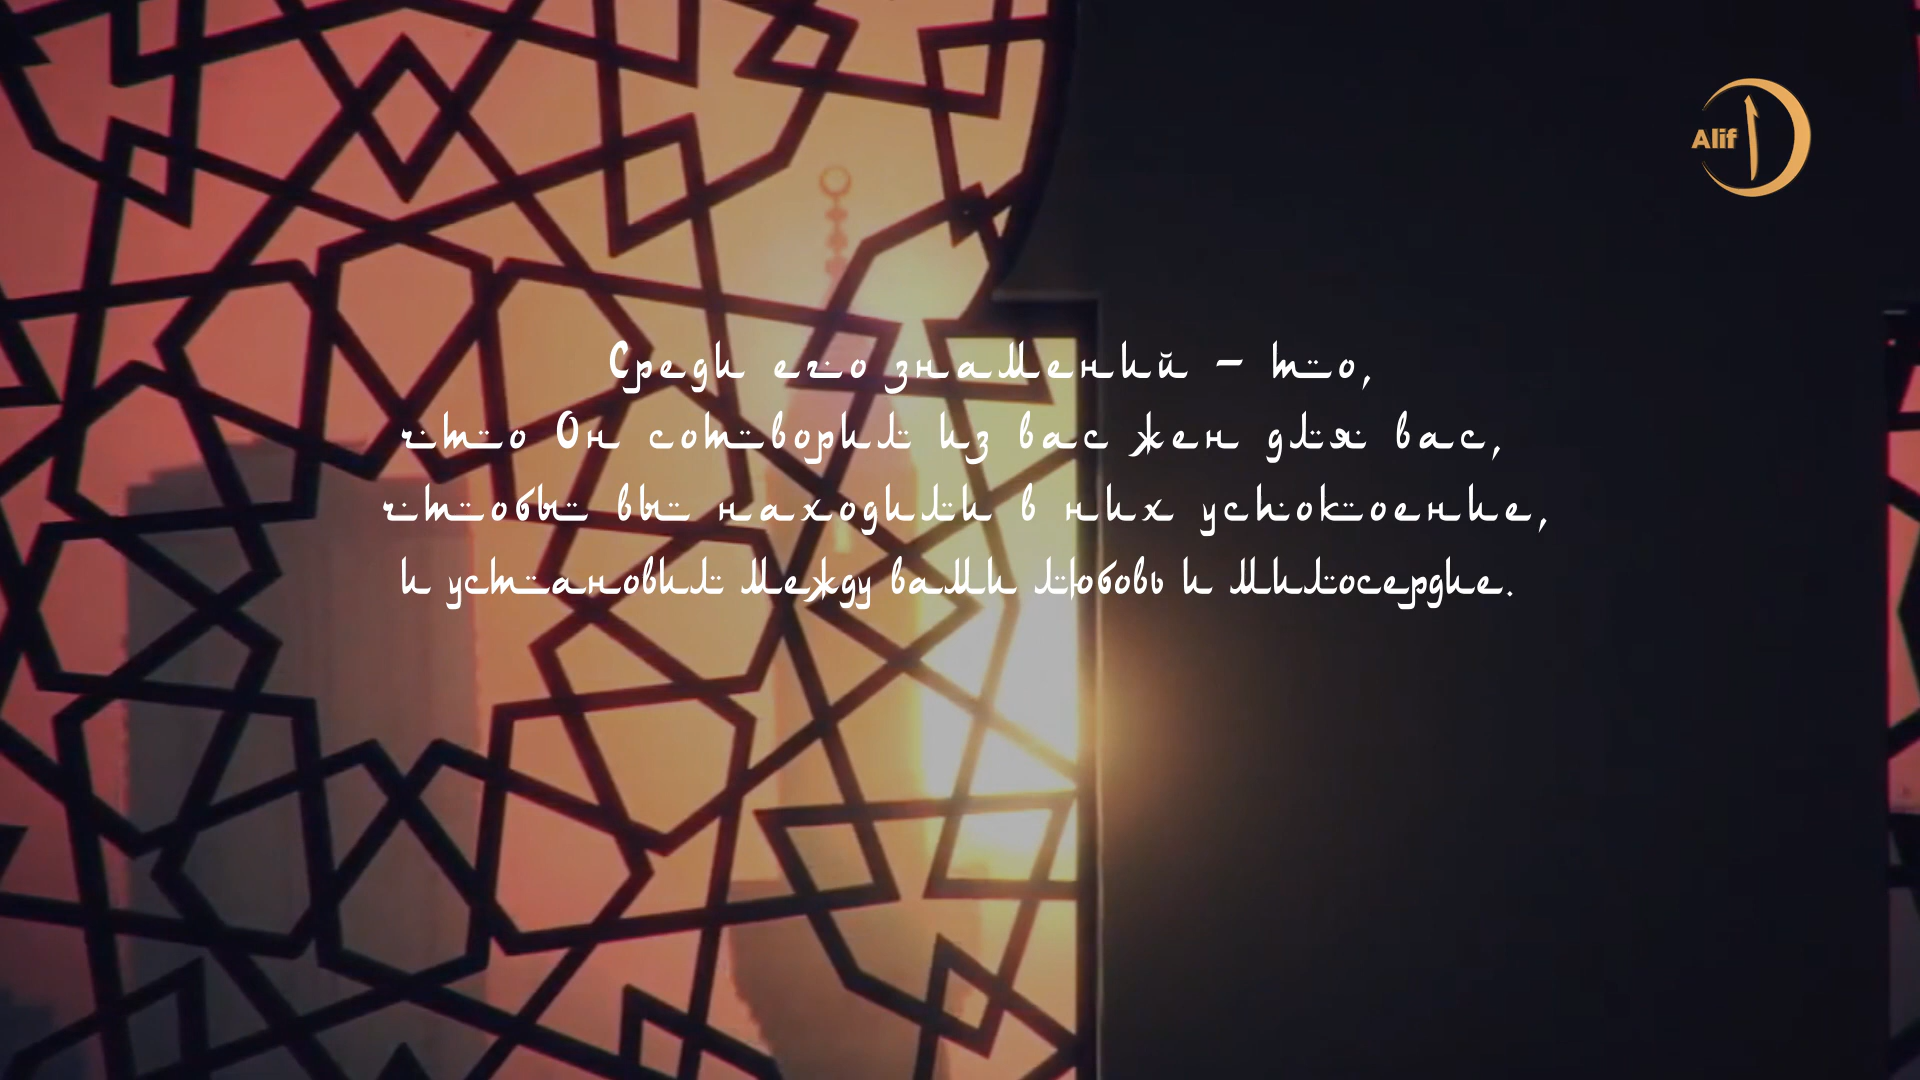 Alif
Среди его знамений – то,
что Он сотворил из вас жен для вас,
чтобы вы находили в них успокоение,
и установил между вами любовь и милосердие.